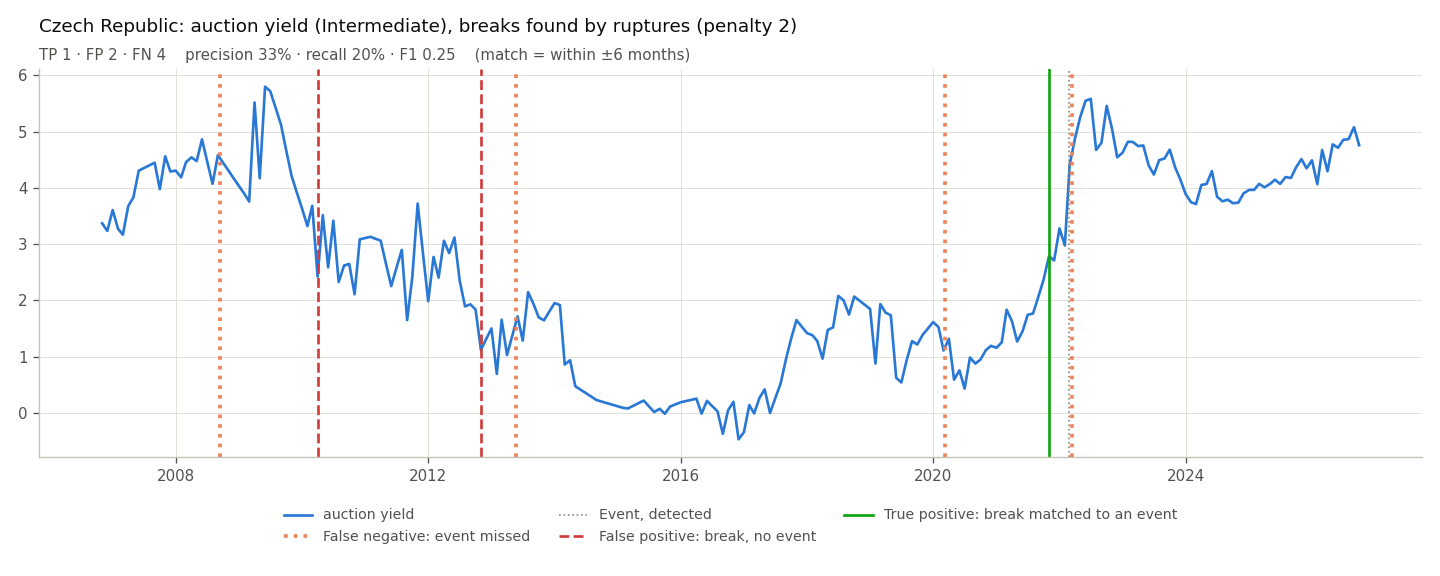 Czech Republic: auction yield (Intermediate), breaks found by ruptures (penalty 2)
TP 1 · FP 2 · FN 4    precision 33% · recall 20% · F1 0.25    (match = within ±6 months)
6
5
4
3
2
1
0
2008 2012 2016 2020 2024
auction yield Event, detected True positive: break matched to an event
False negative: event missed False positive: break, no event